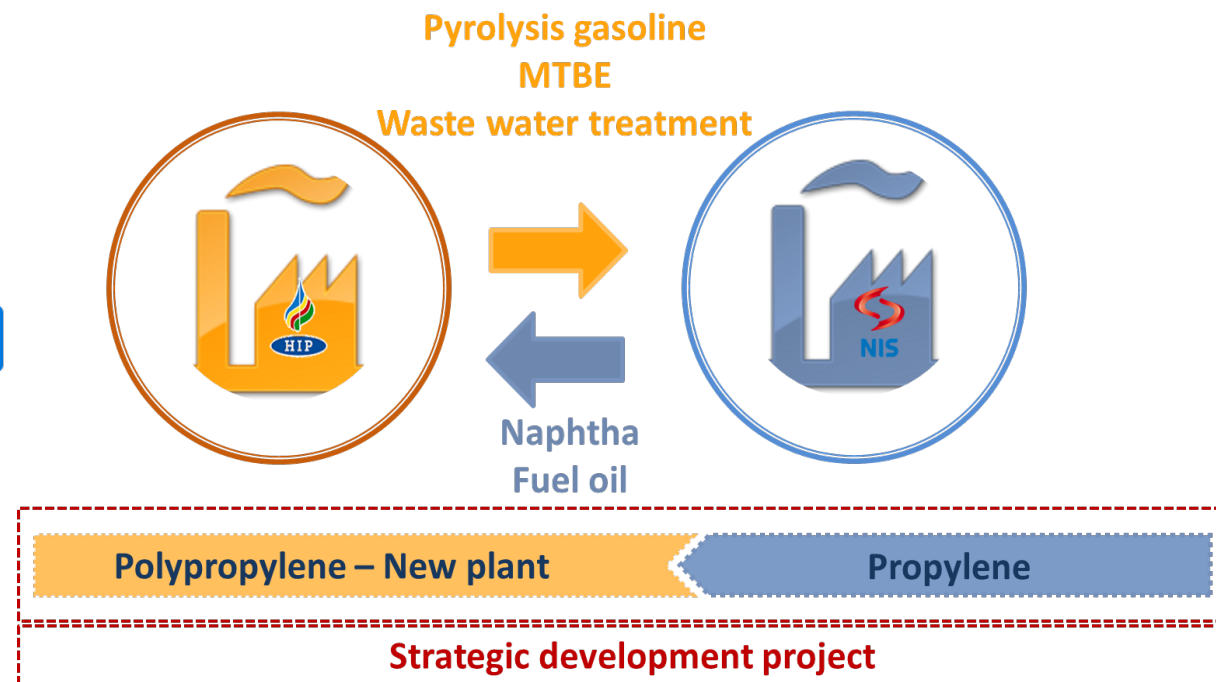 Pyrolysis gasoline
MTBE
Waste water treatment
HIP
NIS
Naphtha
Fuel oil
Polypropylene – New plant
Propylene
Strategic development project